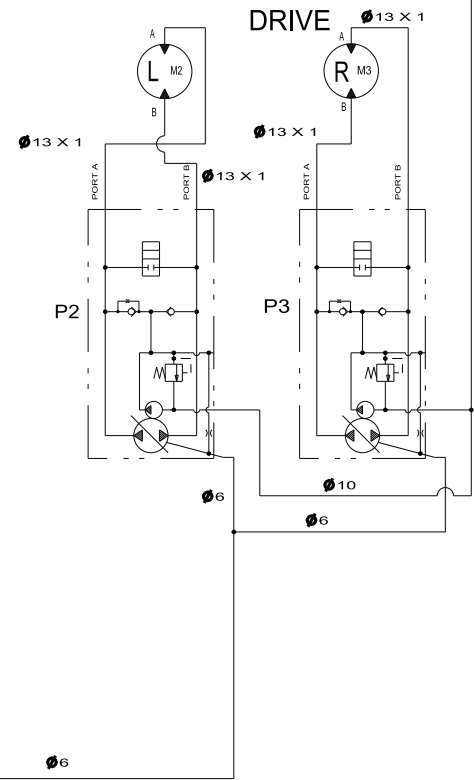 DRIVE
Ø13 X 1
A
A
L M2
R M3
B
B
Ø13 X 1
Ø13 X 1
Ø13 X 1
PORT A
PORT B
PORT A
PORT B
P2
P3
Ø10
Ø6
Ø6
Ø6